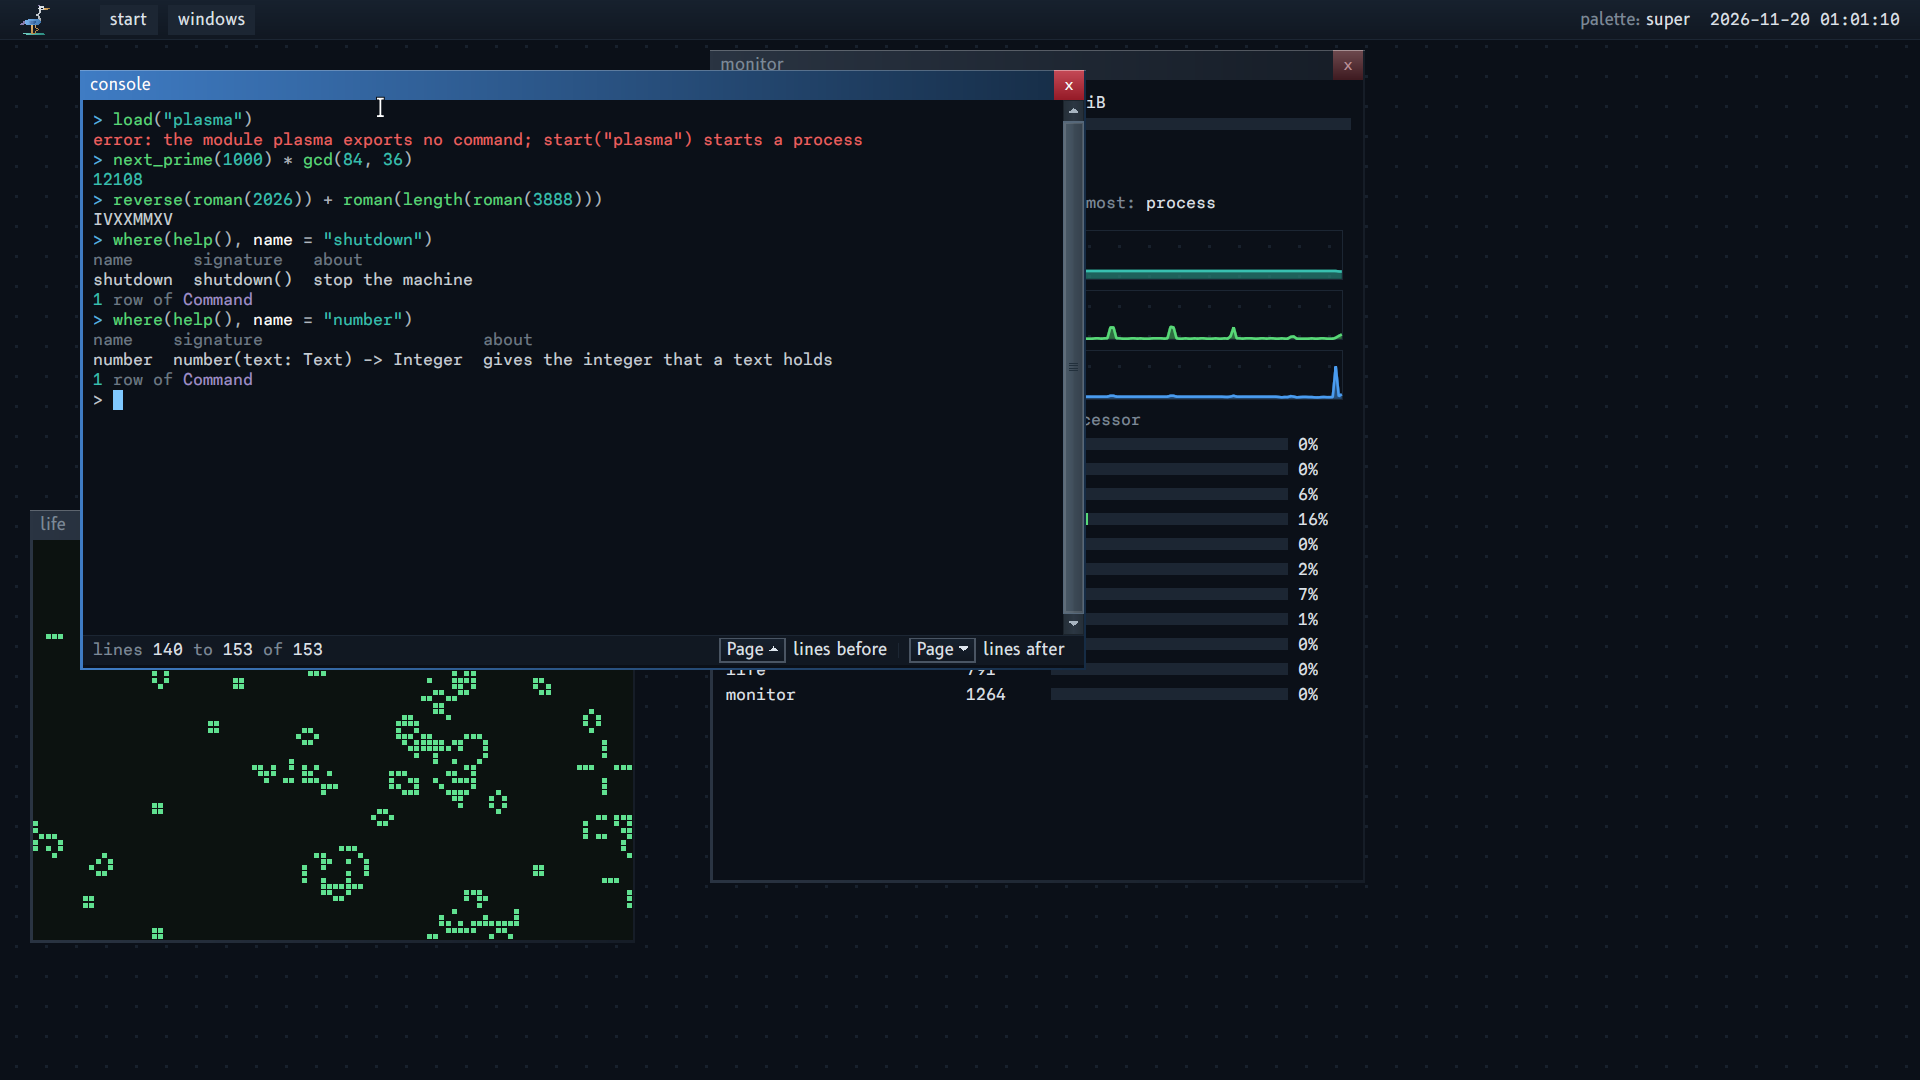 start windows palette: super 2026-11-20 01:01:10
monitor x
console x
iB
> load("plasma")
error: the module plasma exports no command; start("plasma") starts a process
> next_prime(1000) * gcd(84, 36)
12108
> reverse(roman(2026)) + roman(length(roman(3888)))
IVXXMMXV
> where(help(), name = "shutdown")
name signature about
shutdown shutdown() stop the machine
1 row of Command
> where(help(), name = "number")
name signature about
number number(text: Text) -> Integer gives the integer that a text holds
1 row of Command
>
lines 140 to 153 of 153 Page lines before Page lines after
most: process
cessor
0%
0%
6%
16%
0%
2%
7%
1%
0%
life 791 0%
monitor 1264 0%
life